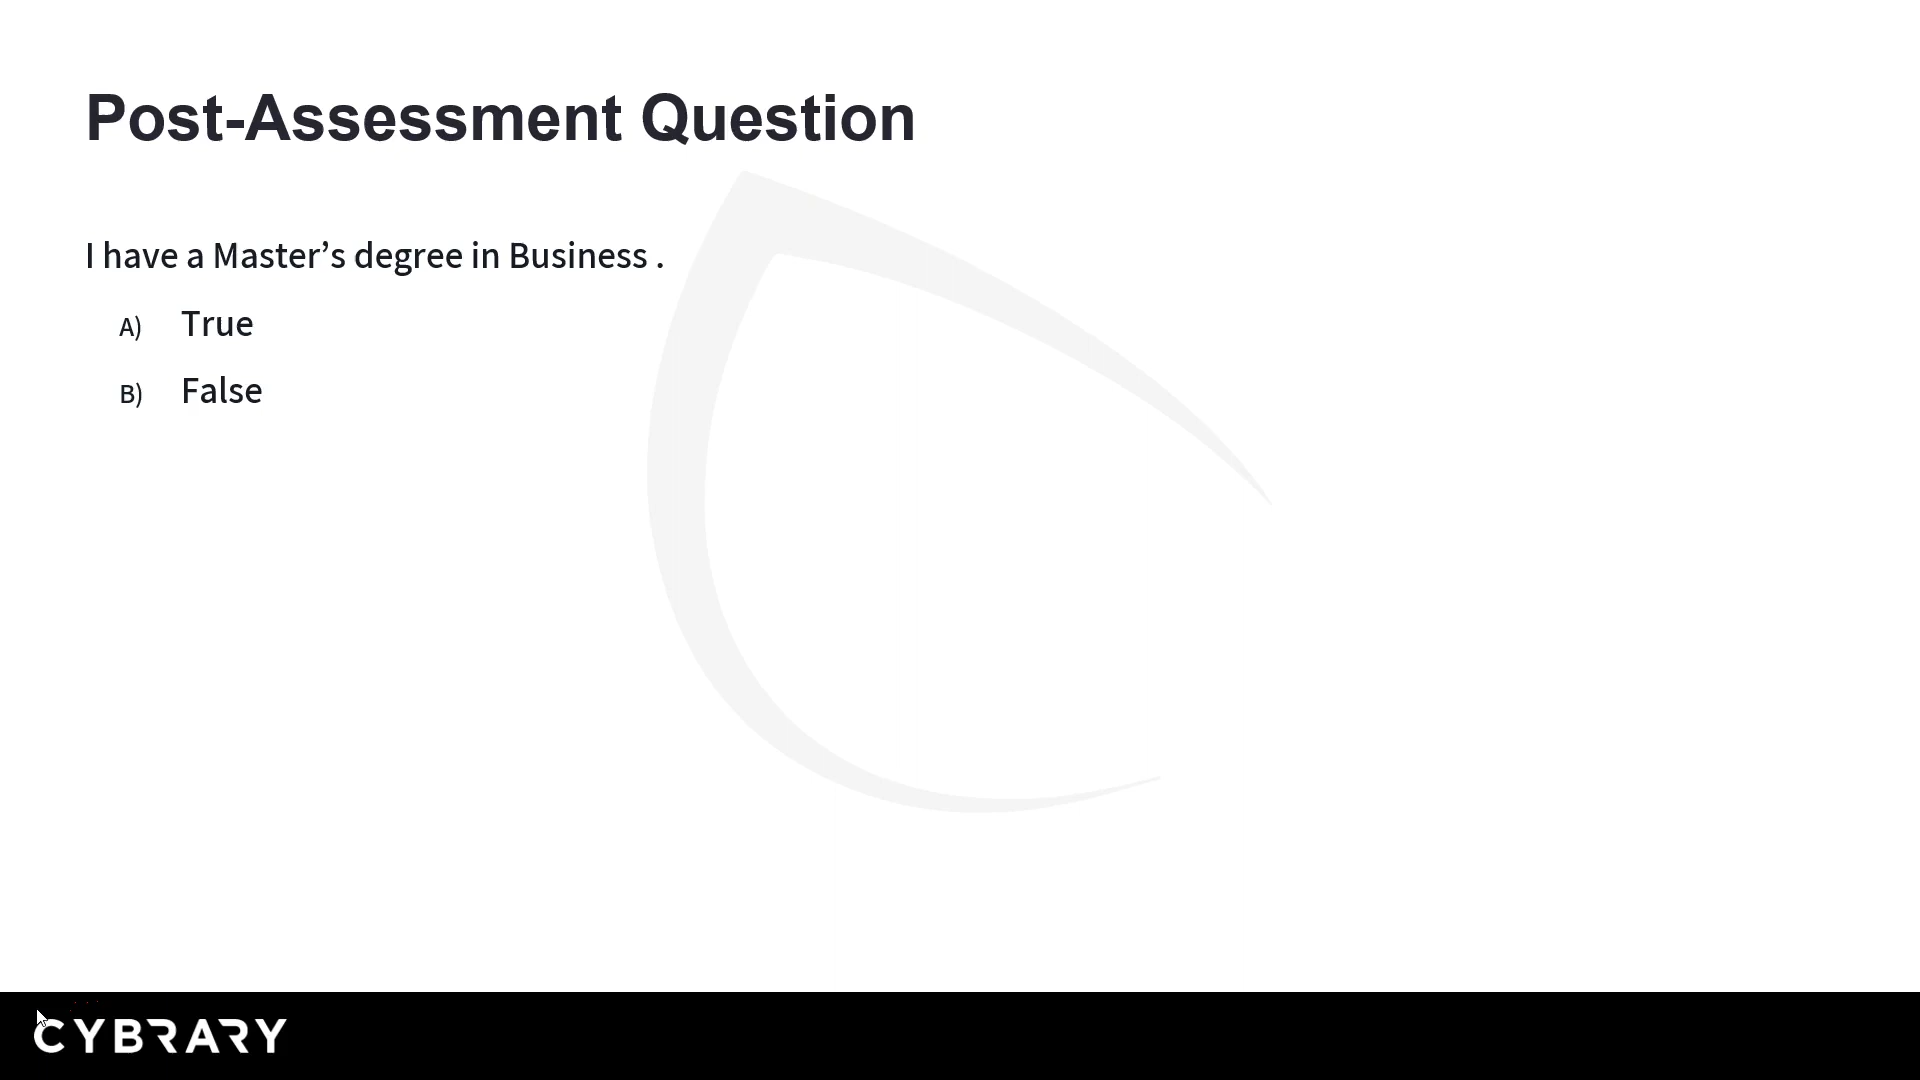 Post-Assessment Question
I have a Master’s degree in Business .
A) True
B) False
CYBRARY